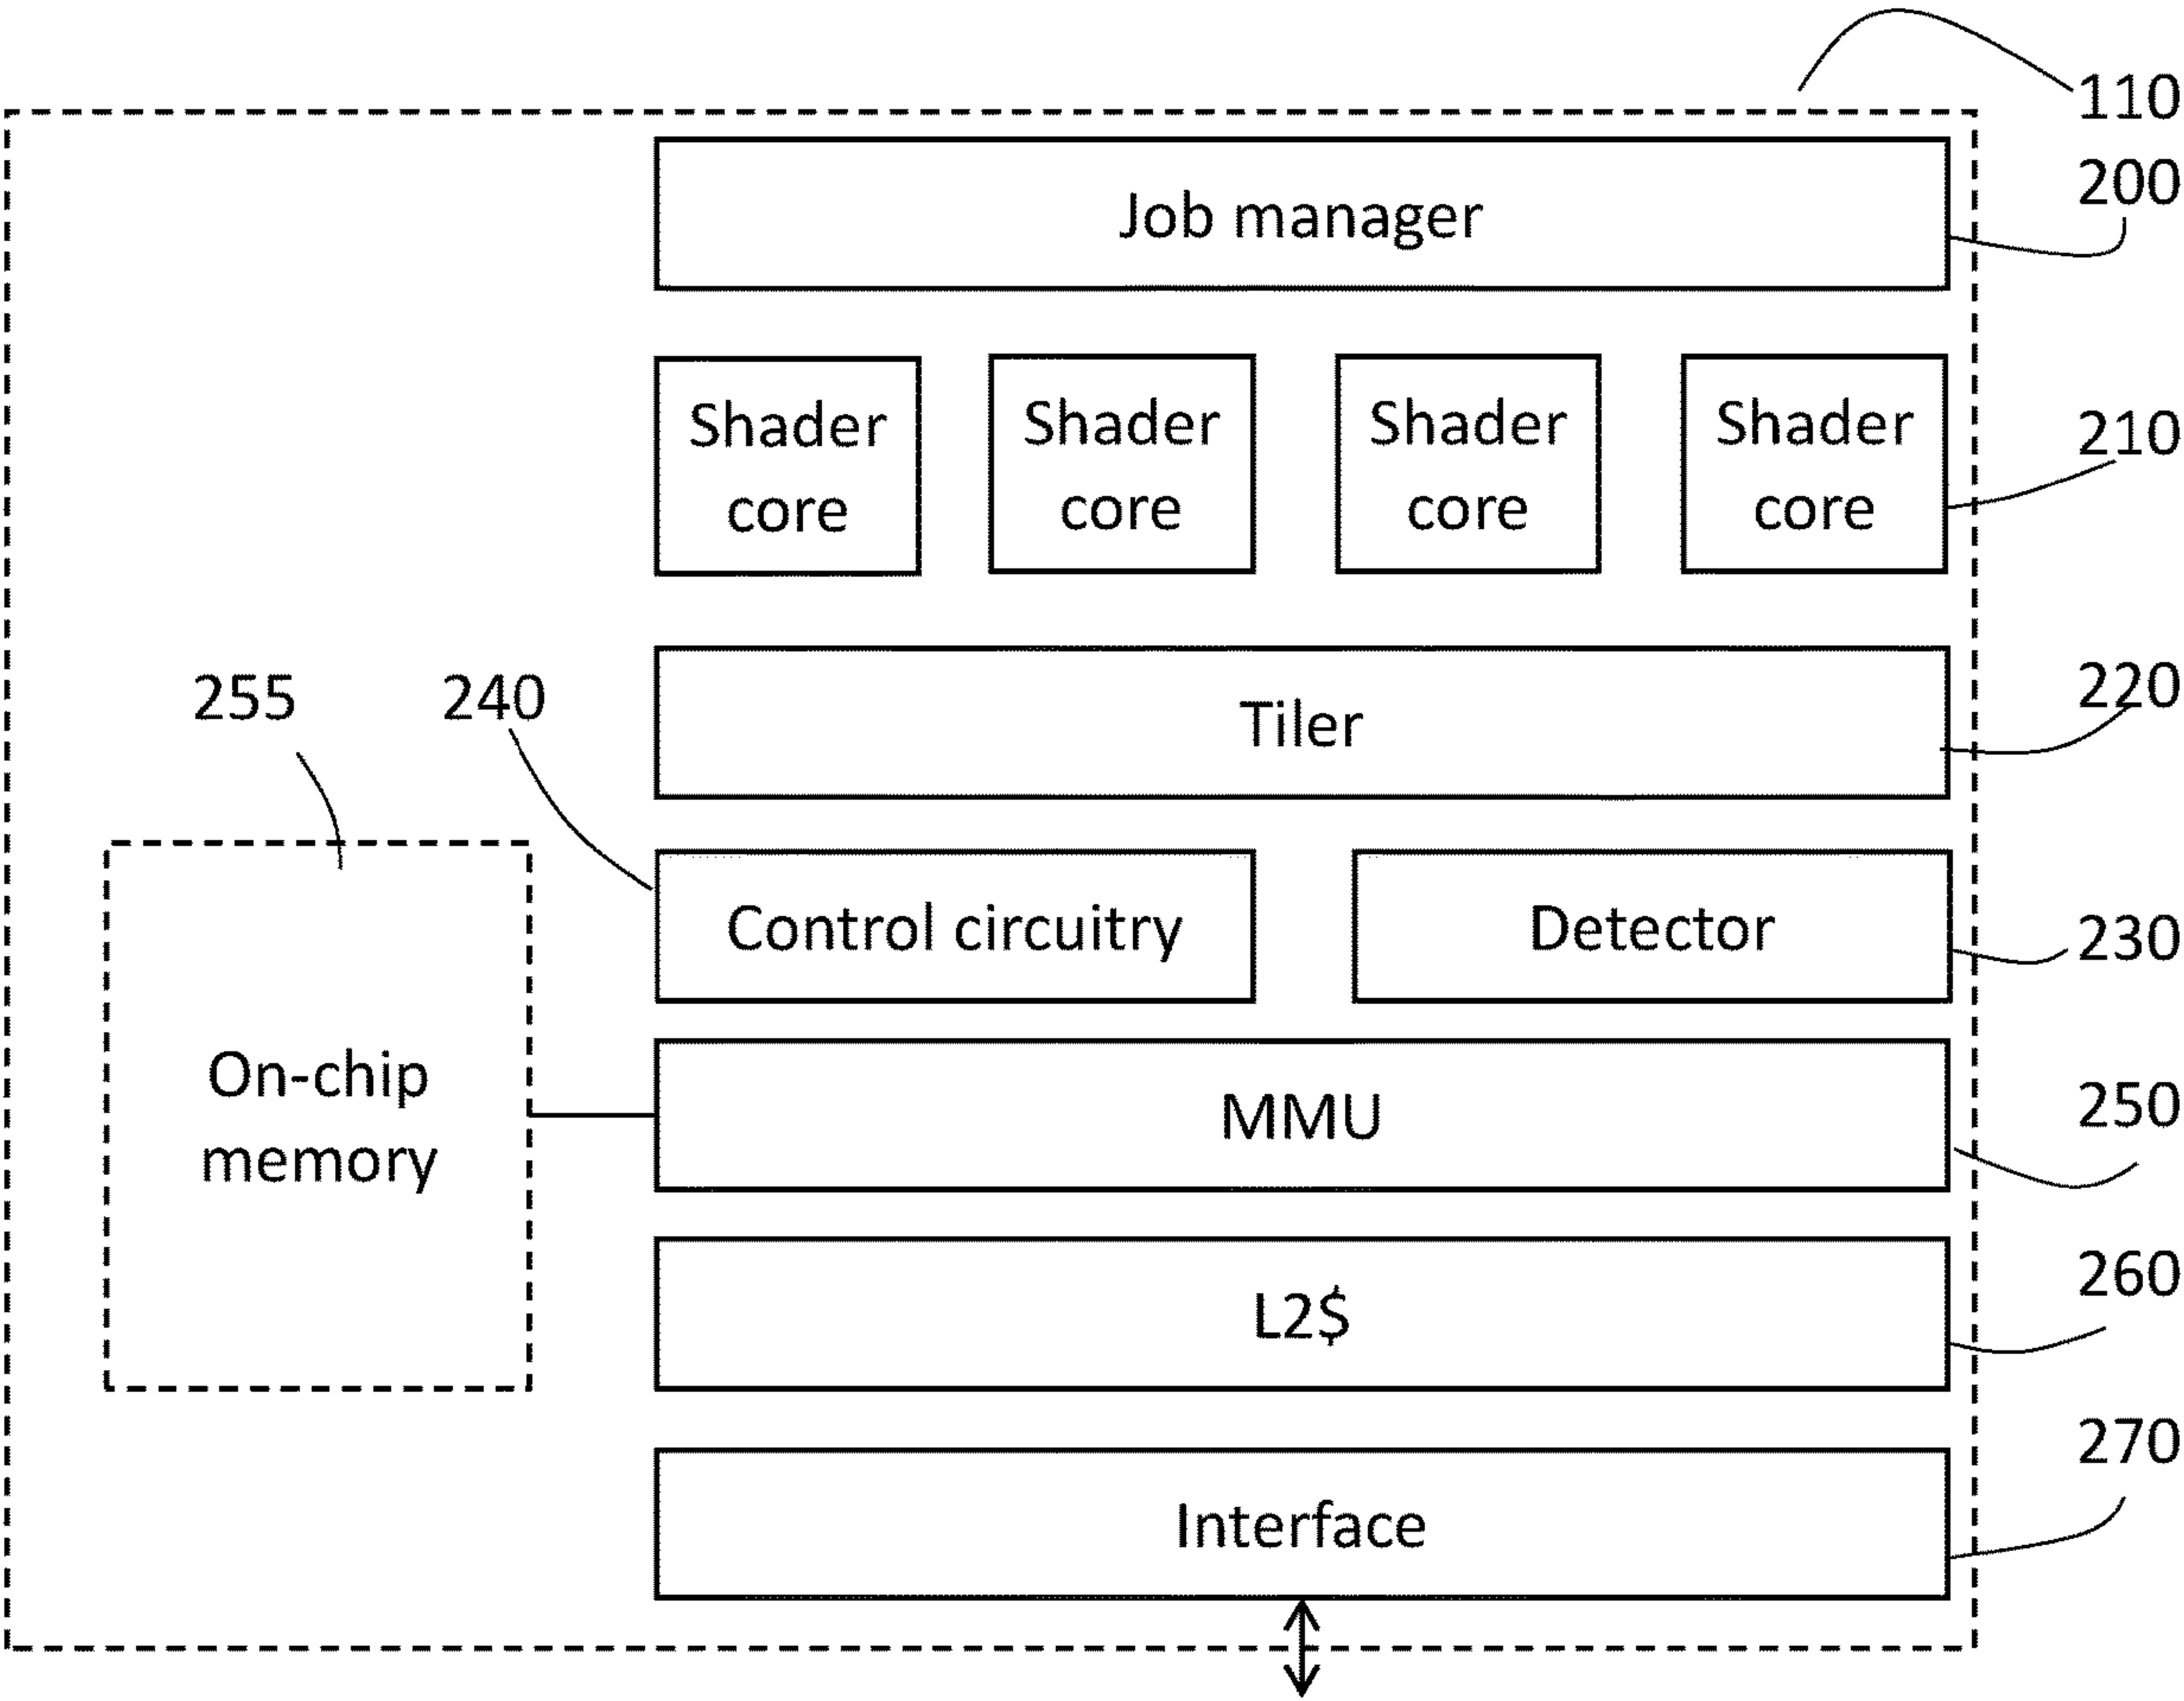 110
Job manager
200
Shader core
Shader core
Shader core
Shader core
210
255
240
Tiler
220
Control circuitry
Detector
230
On-chip
memory
MMU
250
L2$
260
Interface
270